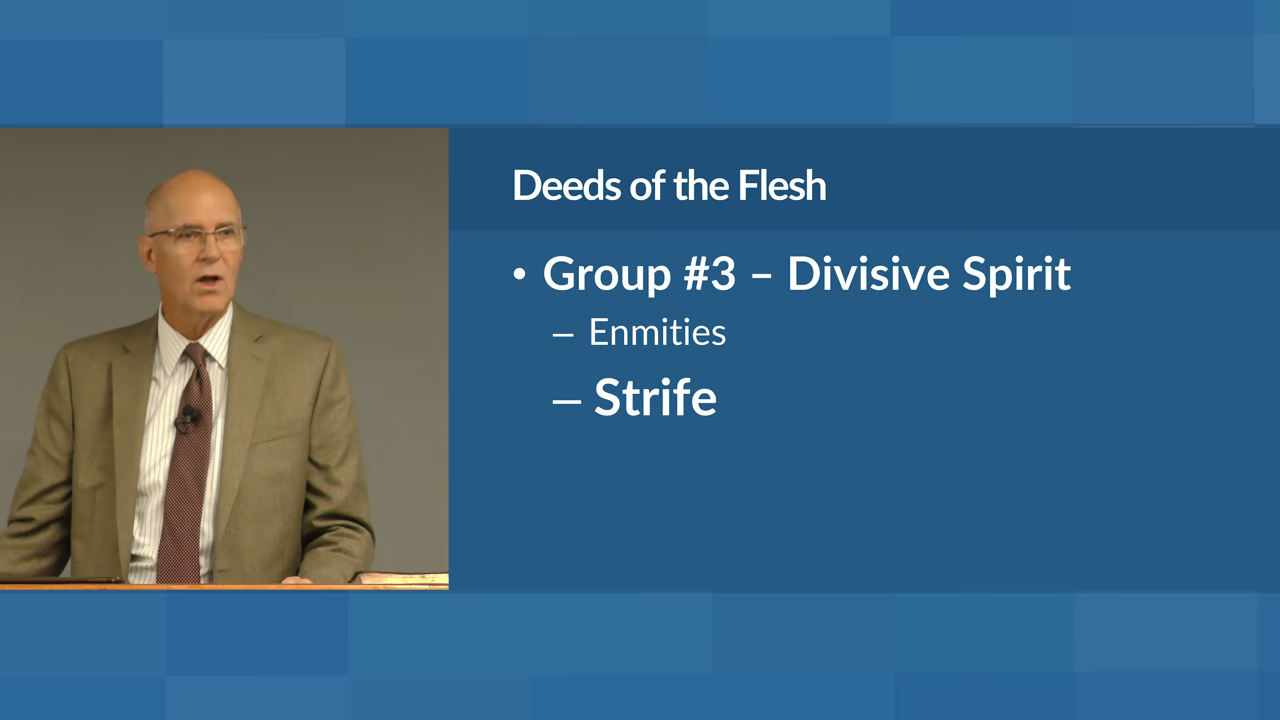 Deeds of the Flesh
• Group #3 – Divisive Spirit
– Enmities
– Strife